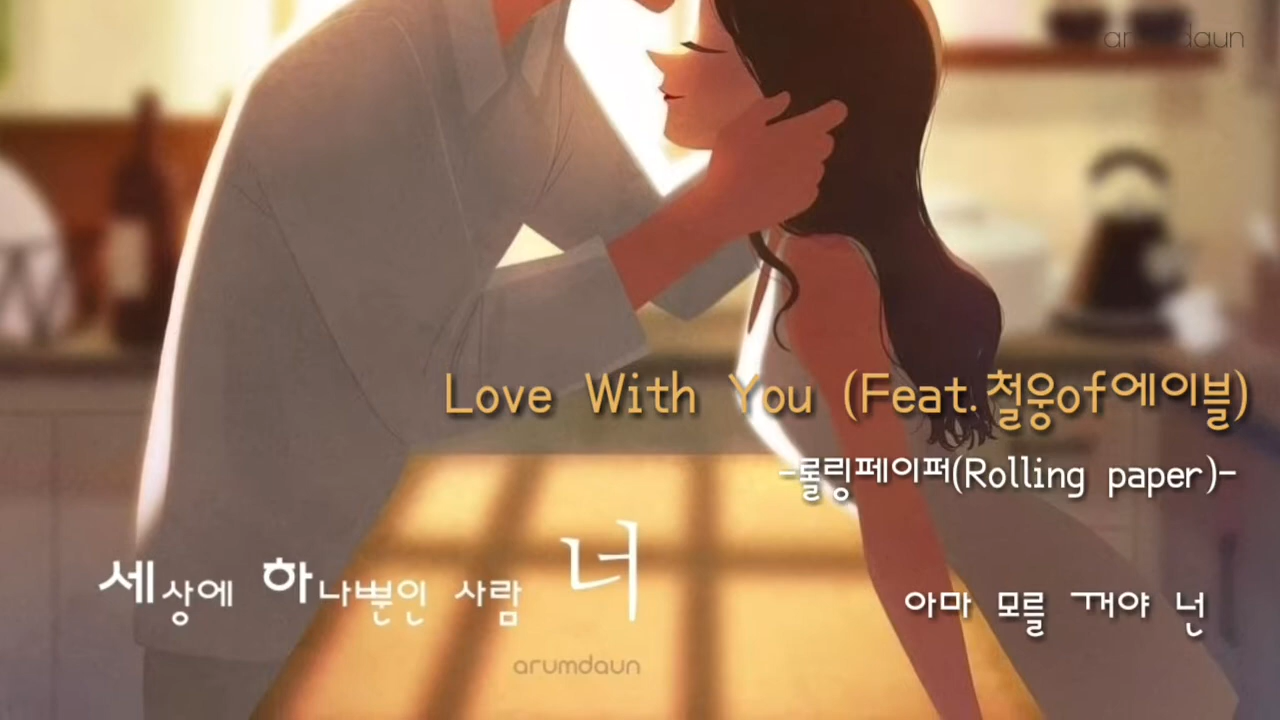 arumdaun
Love With You (Feat.철웅of에이블)
-롤링페이퍼(Rolling paper)-
세상에 하나뿐인 사람 너
아마 모를 꺼야 넌
arumdaun